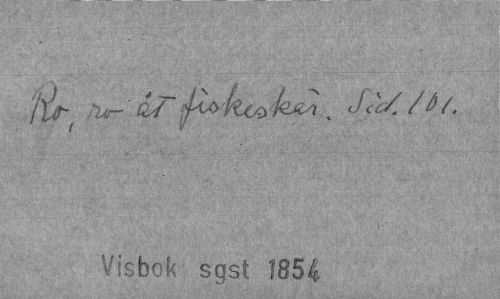 Ro, ro åt fiskeskär. Sid. 101.
Visbok sgst 1854